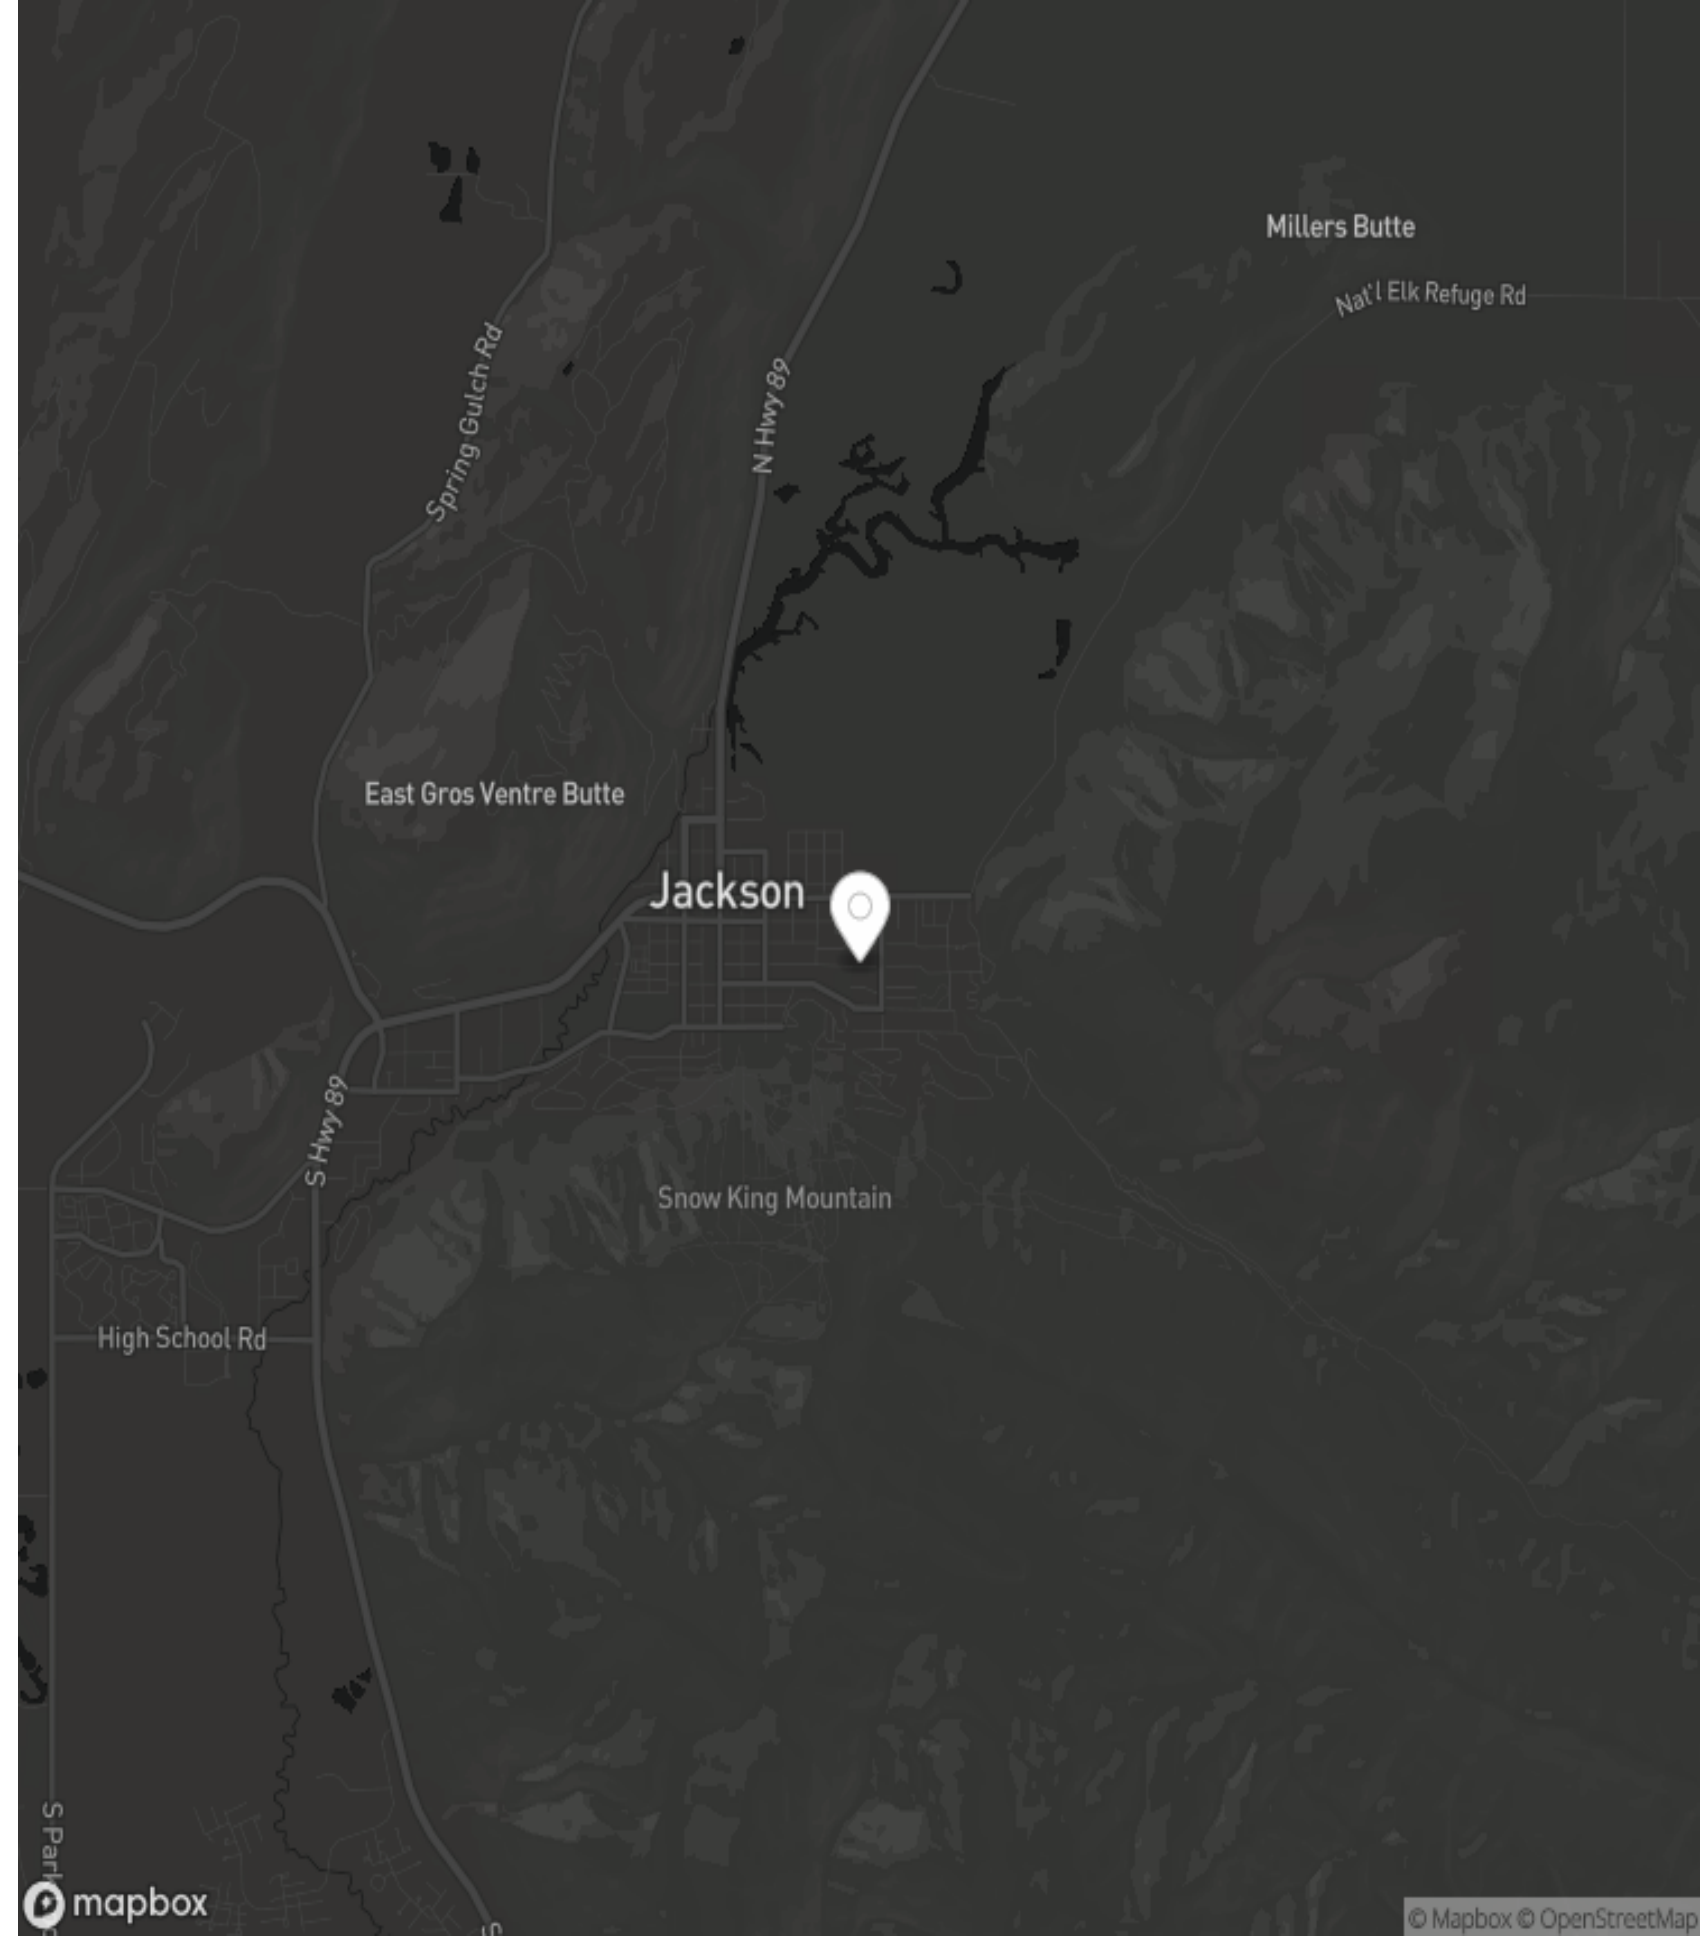 Millers Butte
Nat'l Elk Refuge Rd
Spring Gulch Rd
N Hwy 89
East Gros Ventre Butte
Jackson
S Hwy 89
Snow King Mountain
High School Rd
S Park
mapbox
© Mapbox © OpenStreetMap